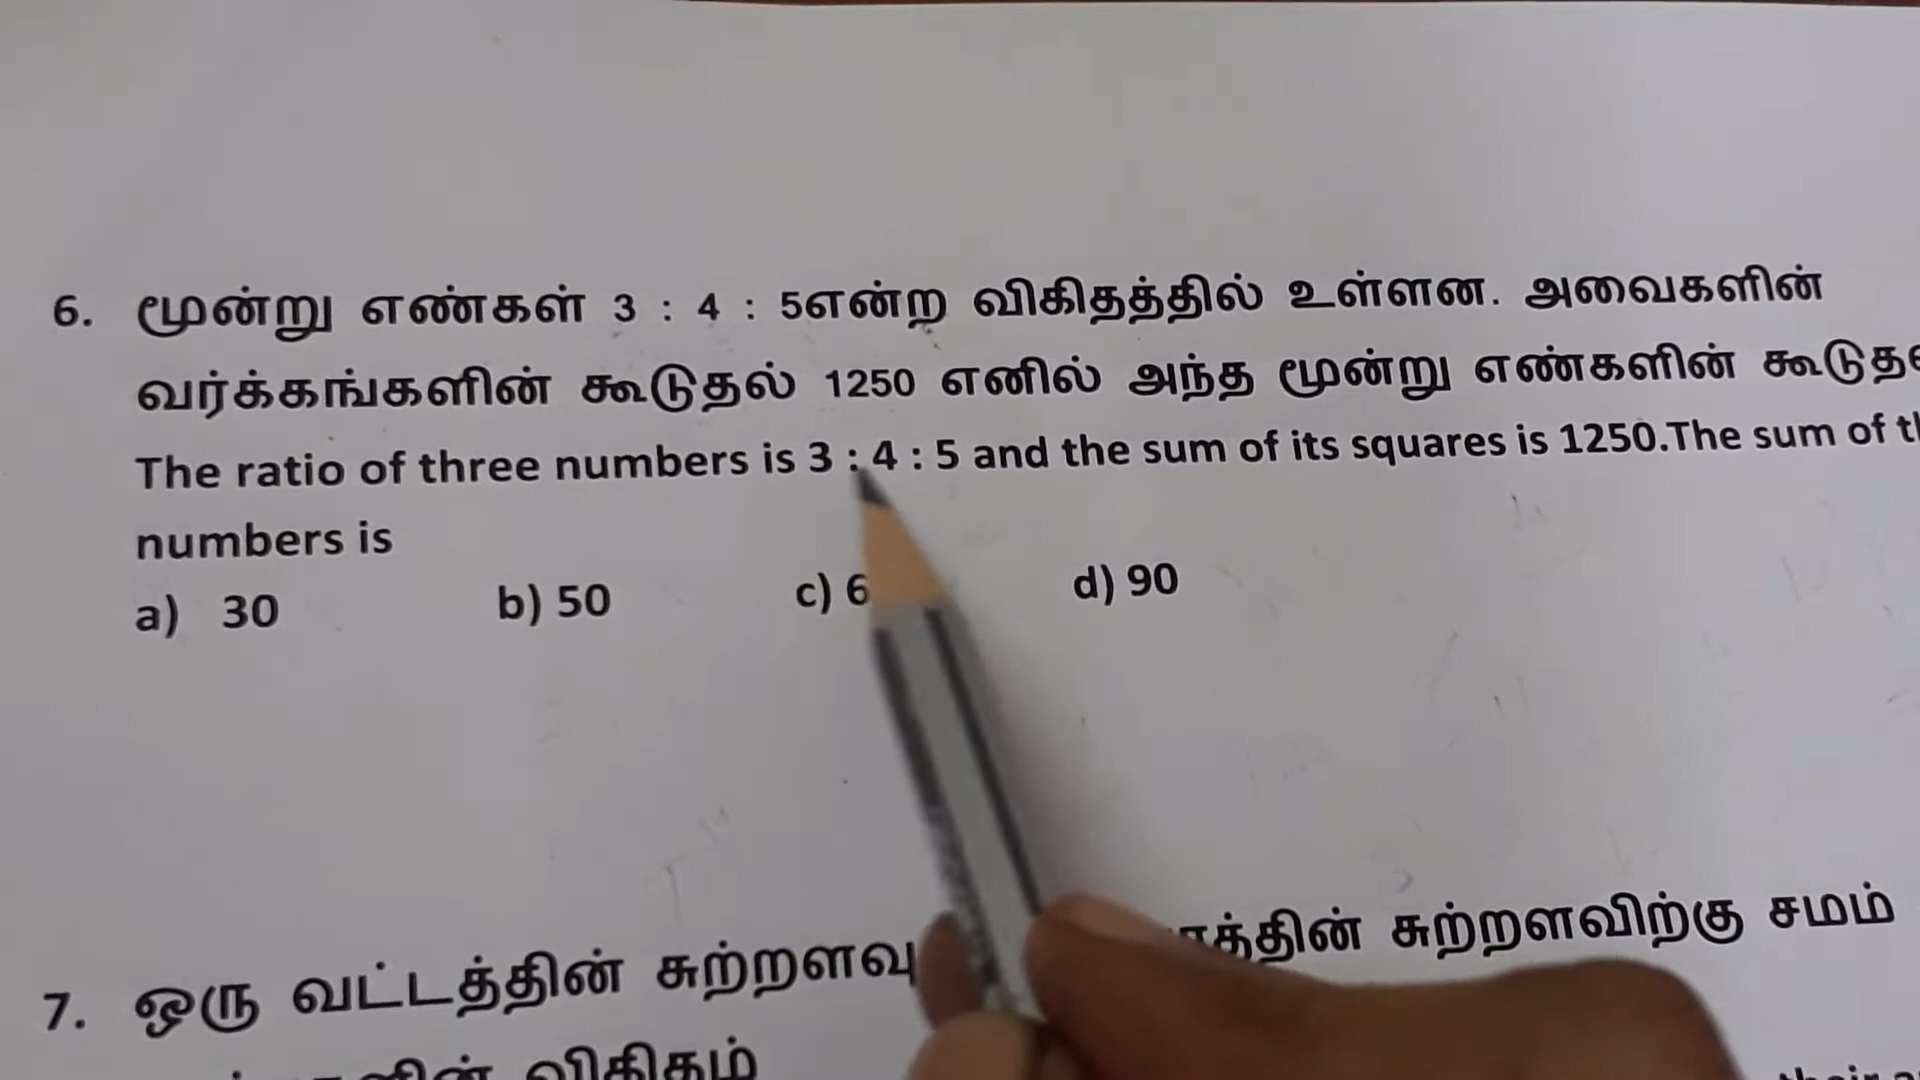 6. மூன்று எண்கள் 3 : 4 : 5என்ற விகிதத்தில் உள்ளன. அவைகளின்
வர்க்கங்களின் கூடுதல் 1250 எனில் அந்த மூன்று எண்களின்
The ratio of three numbers is 3 : 4 : 5 and the sum of its squares is 1250.The sum of
numbers is
a) 30 b) 50 c) 6 d) 90
7. ஒரு வட்டத்தின் சுற்றளவு சுற்றளவிற்கு சமம்
விகிதம்